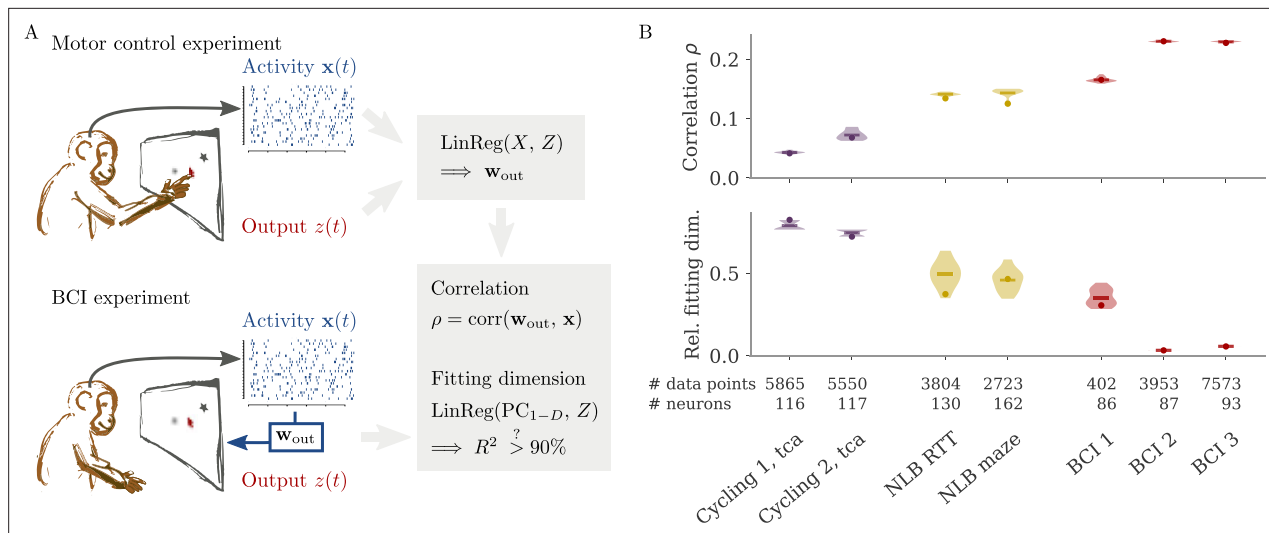 A
Motor control experiment
Activity x(t)
Output z(t)
LinReg(X, Z)
⟹ w_out
BCI experiment
Activity x(t)
w_out
Output z(t)
Correlation
ρ = corr(w_out, x)
Fitting dimension
LinReg(PC_{1−D}, Z)
⟹ R² >? 90%
B
Correlation ρ
0.2
0.1
0.0
Rel. fitting dim.
0.5
0.0
# data points 5865 5550 3804 2723 402 3953 7573
# neurons 116 117 130 162 86 87 93
Cycling 1, tca
Cycling 2, tca
NLB RTT
NLB maze
BCI 1
BCI 2
BCI 3